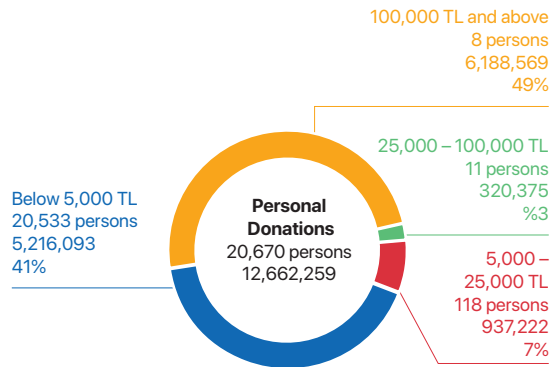 100,000 TL and above
8 persons
6,188,569
49%
25,000 – 100,000 TL
11 persons
320,375
%3
Below 5,000 TL
20,533 persons
5,216,093
41%
Personal
Donations
20,670 persons
12,662,259
5,000 –
25,000 TL
118 persons
937,222
7%